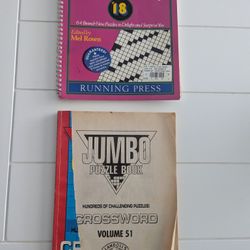 18
64 Brand-New Puzzles to Delight and Surprise You
Edited by
Mel Rosen
RUNNING PRESS
JUMBO
PUZZLE BOOK
HUNDREDS OF CHALLENGING PUZZLES!
CROSSWORD
VOLUME 51